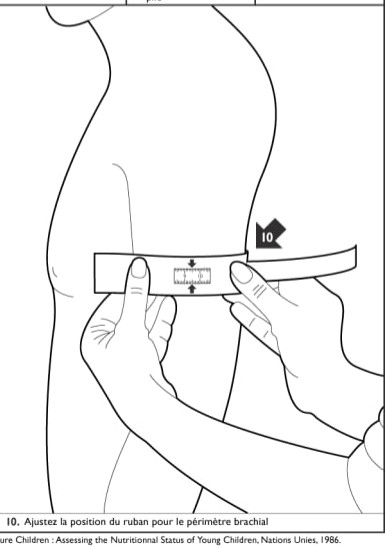 10
10. Ajustez la position du ruban pour le périmètre brachial
ure Children : Assessing the Nutritionnal Status of Young Children, Nations Unies, 1986.